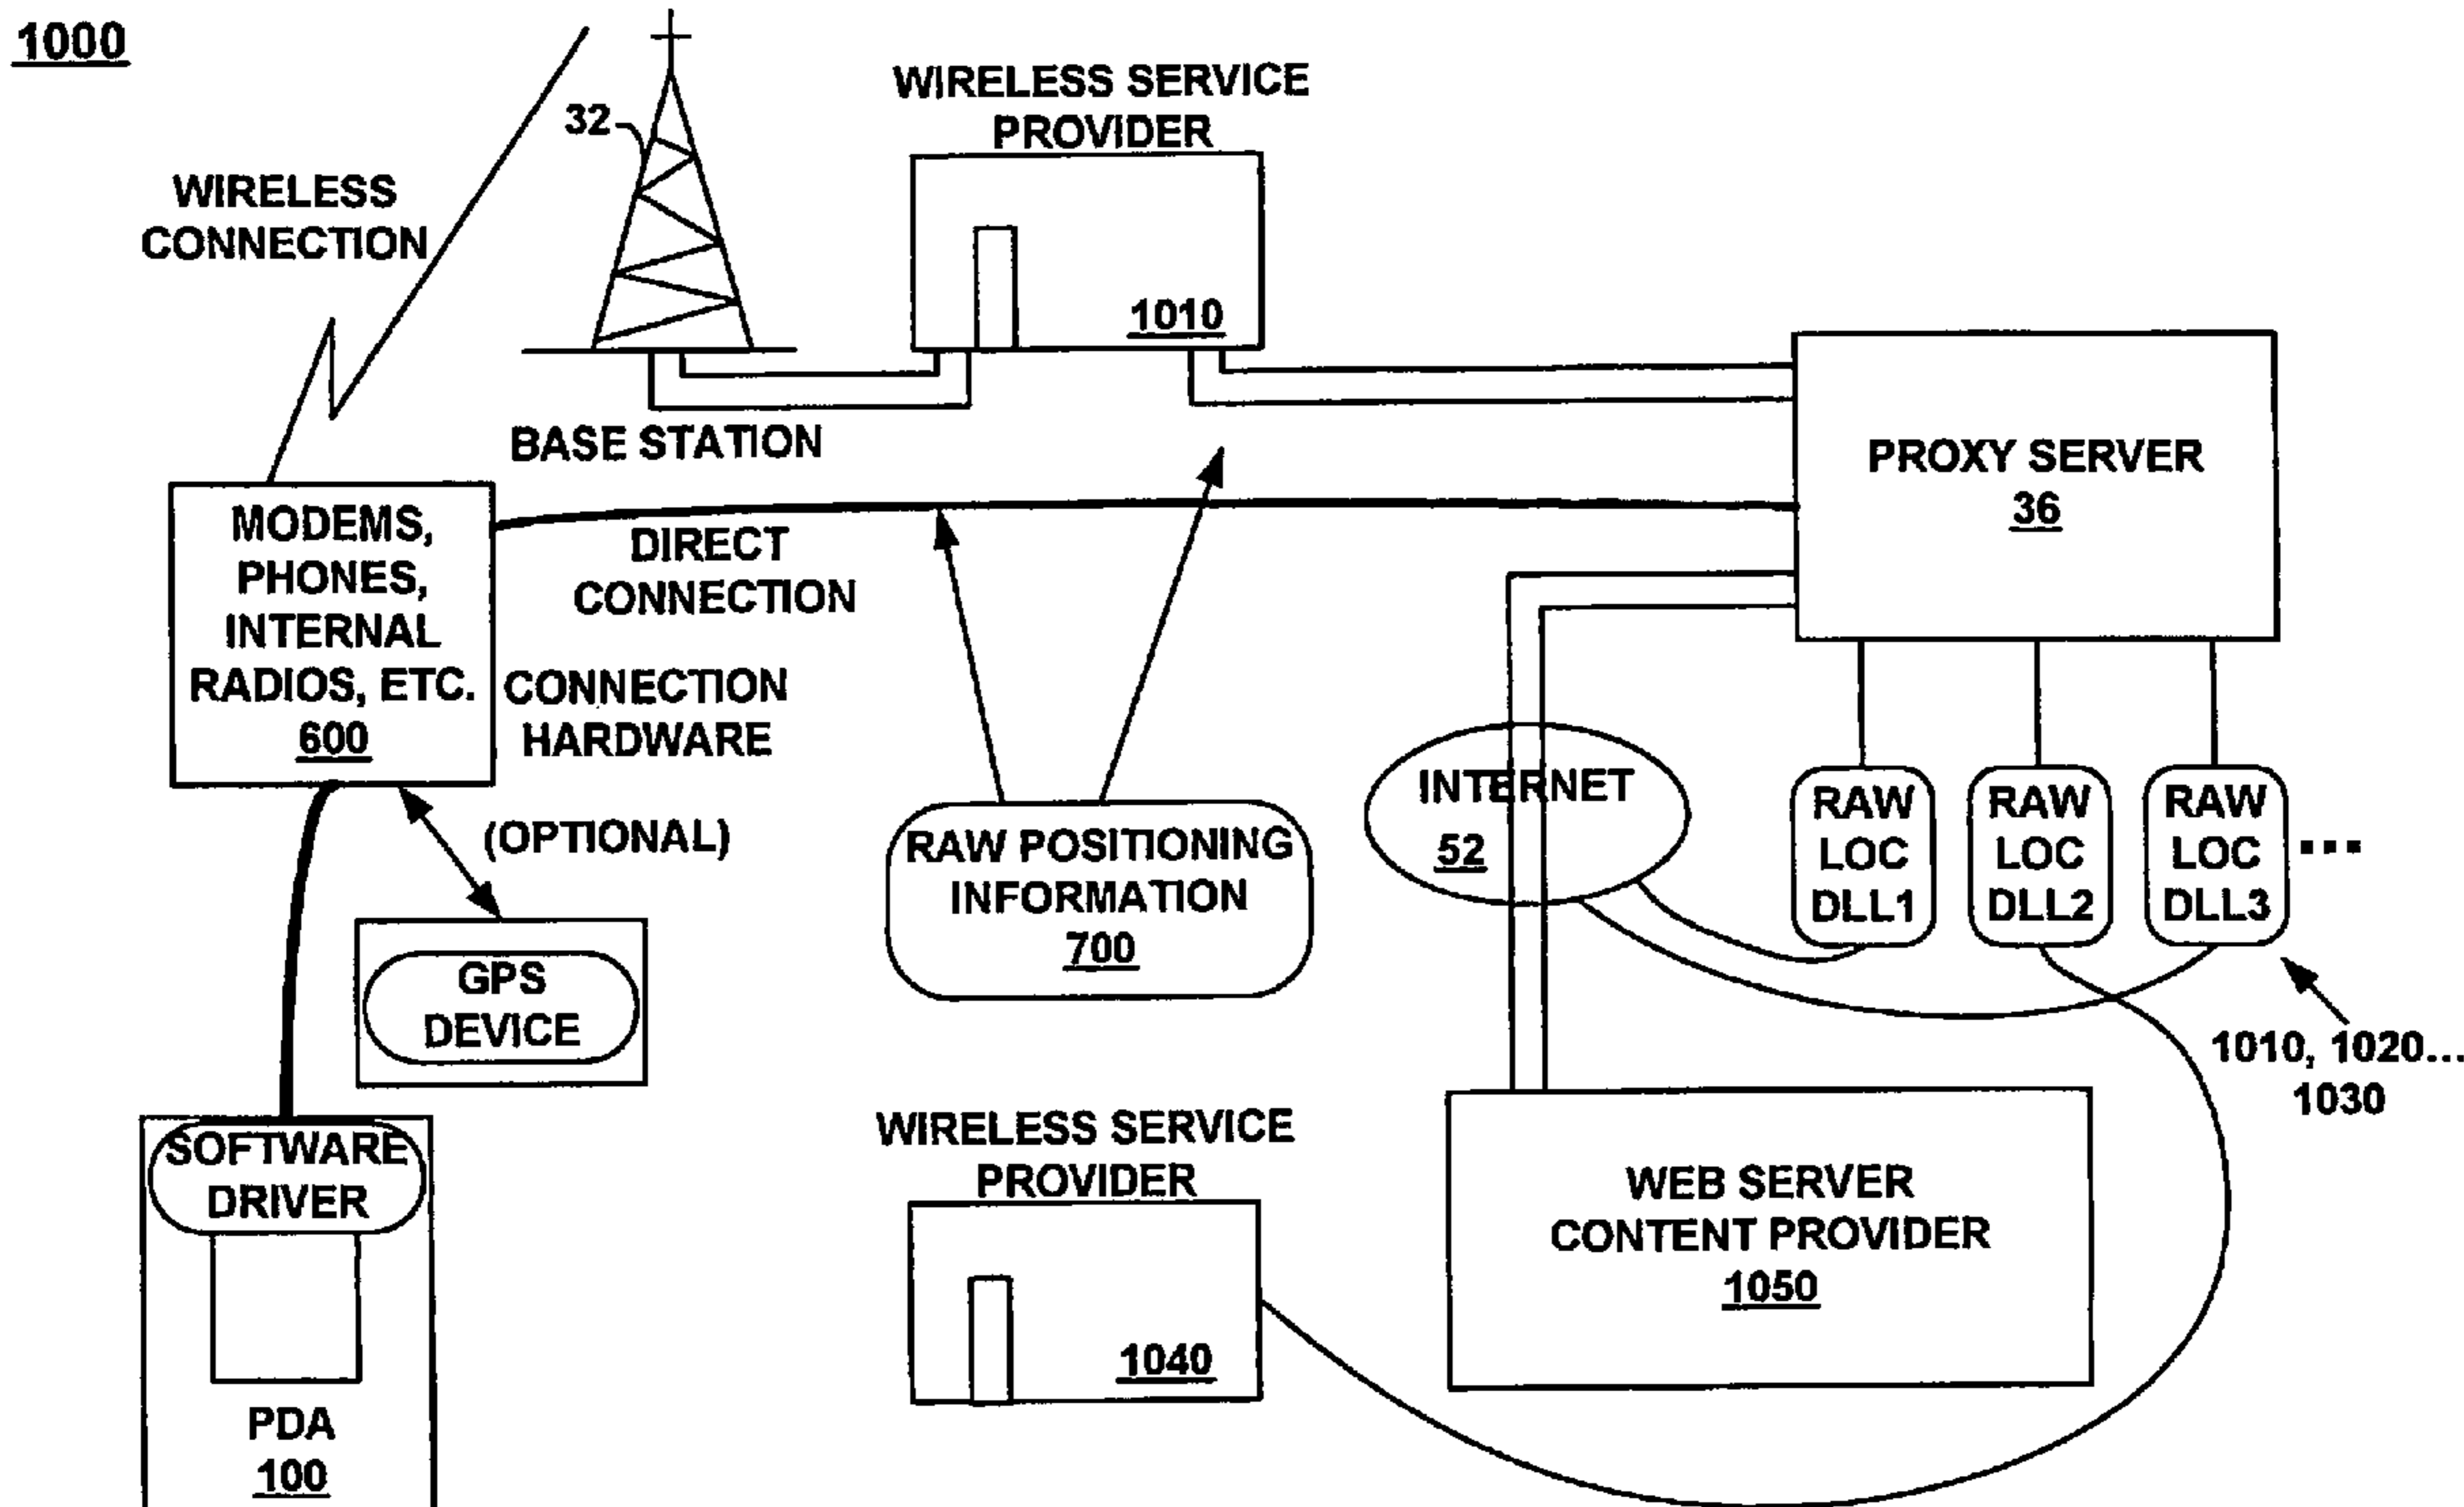 1000
32
WIRELESS SERVICE
PROVIDER
WIRELESS
CONNECTION
1010
BASE STATION
PROXY SERVER
36
MODEMS,
PHONES,
INTERNAL
RADIOS, ETC.
600
DIRECT
CONNECTION
CONNECTION
HARDWARE
(OPTIONAL)
RAW POSITIONING
INFORMATION
700
INTERNET
52
RAW
LOC
DLL1
RAW
LOC
DLL2
RAW
LOC
DLL3
...
GPS
DEVICE
1010, 1020...
1030
SOFTWARE
DRIVER
PDA
100
WIRELESS SERVICE
PROVIDER
1040
WEB SERVER
CONTENT PROVIDER
1050